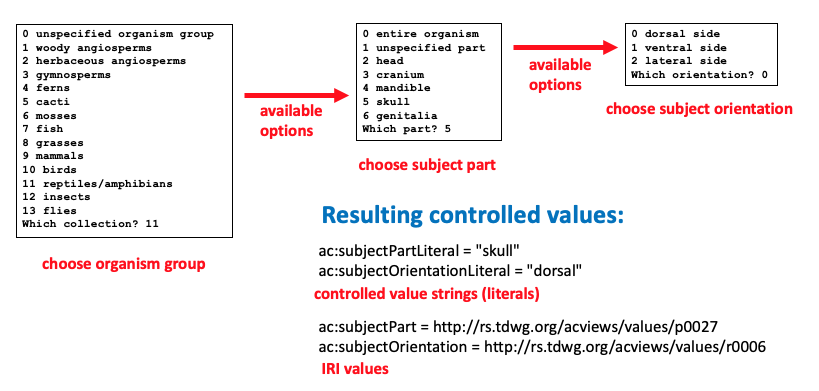 0 unspecified organism group
1 woody angiosperms
2 herbaceous angiosperms
3 gymnosperms
4 ferns
5 cacti
6 mosses
7 fish
8 grasses
9 mammals
10 birds
11 reptiles/amphibians
12 insects
13 flies
Which collection? 11
choose organism group
available
options
0 entire organism
1 unspecified part
2 head
3 cranium
4 mandible
5 skull
6 genitalia
Which part? 5
choose subject part
available
options
0 dorsal side
1 ventral side
2 lateral side
Which orientation? 0
choose subject orientation
Resulting controlled values:
ac:subjectPartLiteral = "skull"
ac:subjectOrientationLiteral = "dorsal"
controlled value strings (literals)
ac:subjectPart = http://rs.tdwg.org/acviews/values/p0027
ac:subjectOrientation = http://rs.tdwg.org/acviews/values/r0006
IRI values